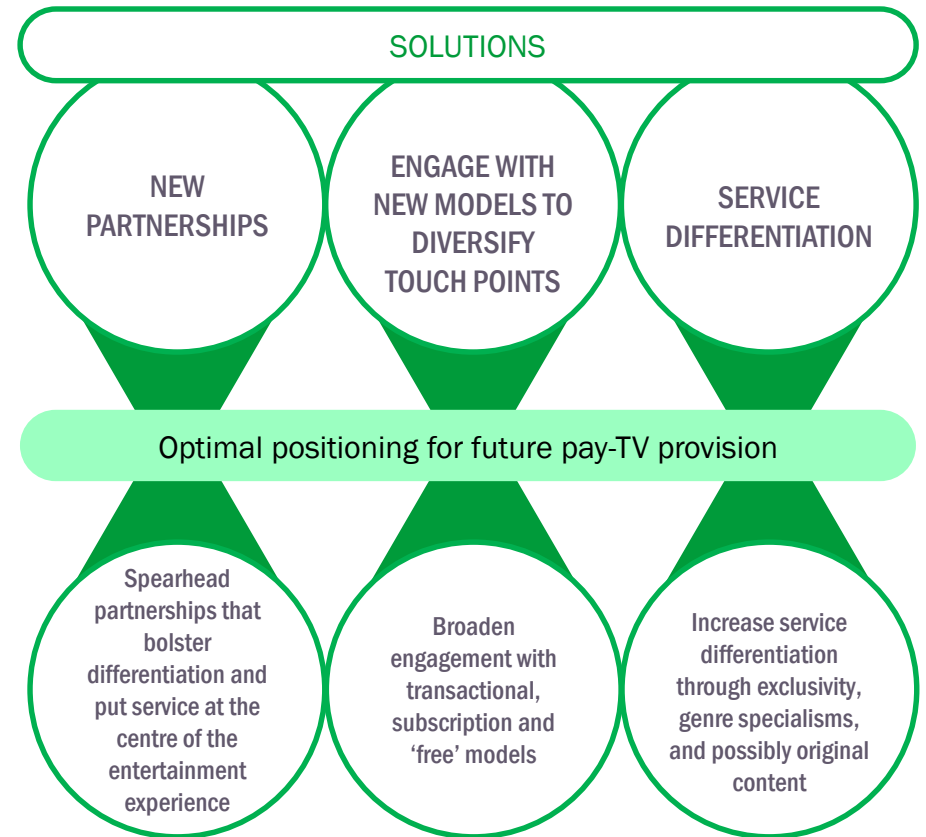 SOLUTIONS
NEW
PARTNERSHIPS
ENGAGE WITH
NEW MODELS TO
DIVERSIFY
TOUCH POINTS
SERVICE
DIFFERENTIATION
Optimal positioning for future pay-TV provision
Spearhead
partnerships that
bolster
differentiation and
put service at the
centre of the
entertainment
experience
Broaden
engagement with
transactional,
subscription and
‘free’ models
Increase service
differentiation
through exclusivity,
genre specialisms,
and possibly original
content